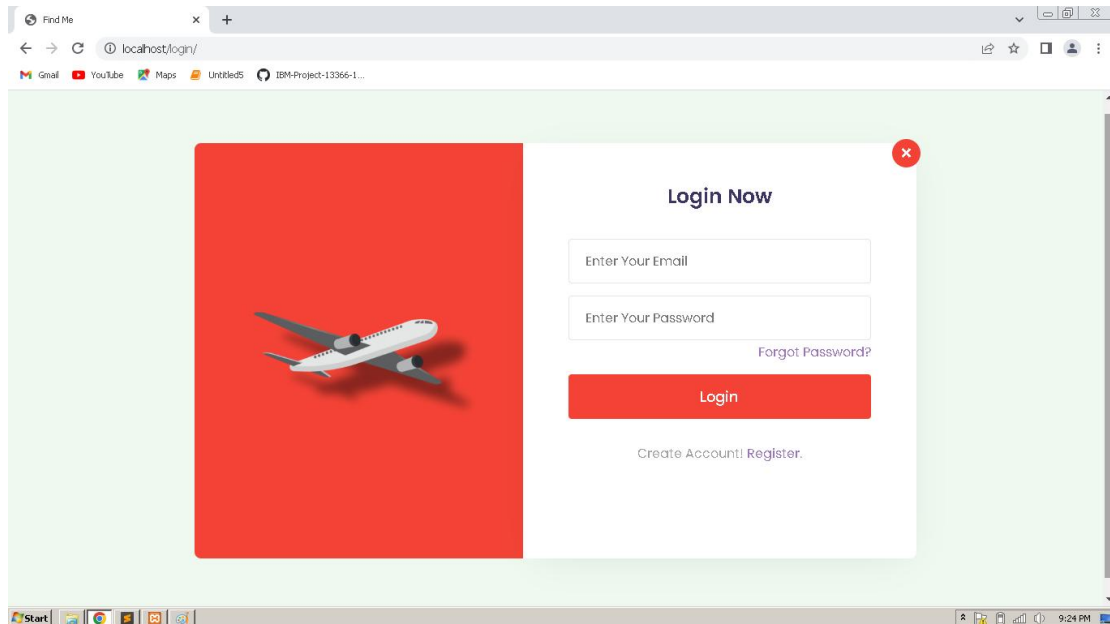 Find Me
localhost/login/
Gmail YouTube Maps Untitled5 IBM-Project-13366-1...
Login Now
Enter Your Email
Enter Your Password
Forgot Password?
Login
Create Account! Register.
Start 9:24 PM